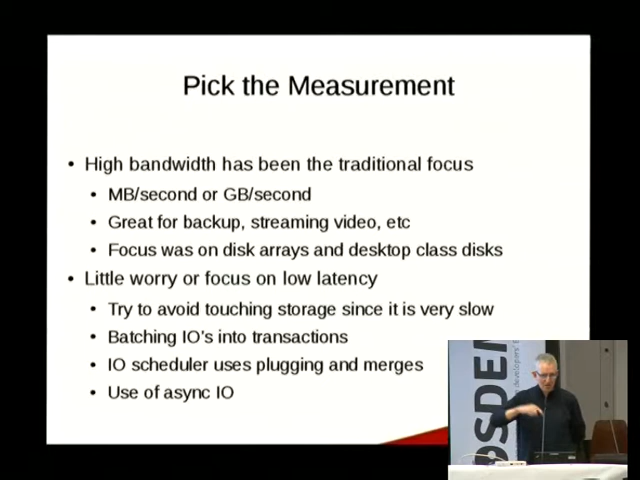 Pick the Measurement
• High bandwidth has been the traditional focus
• MB/second or GB/second
• Great for backup, streaming video, etc
• Focus was on disk arrays and desktop class disks
• Little worry or focus on low latency
• Try to avoid touching storage since it is very slow
• Batching IO's into transactions
• IO scheduler uses plugging and merges
• Use of async IO
OSDEM